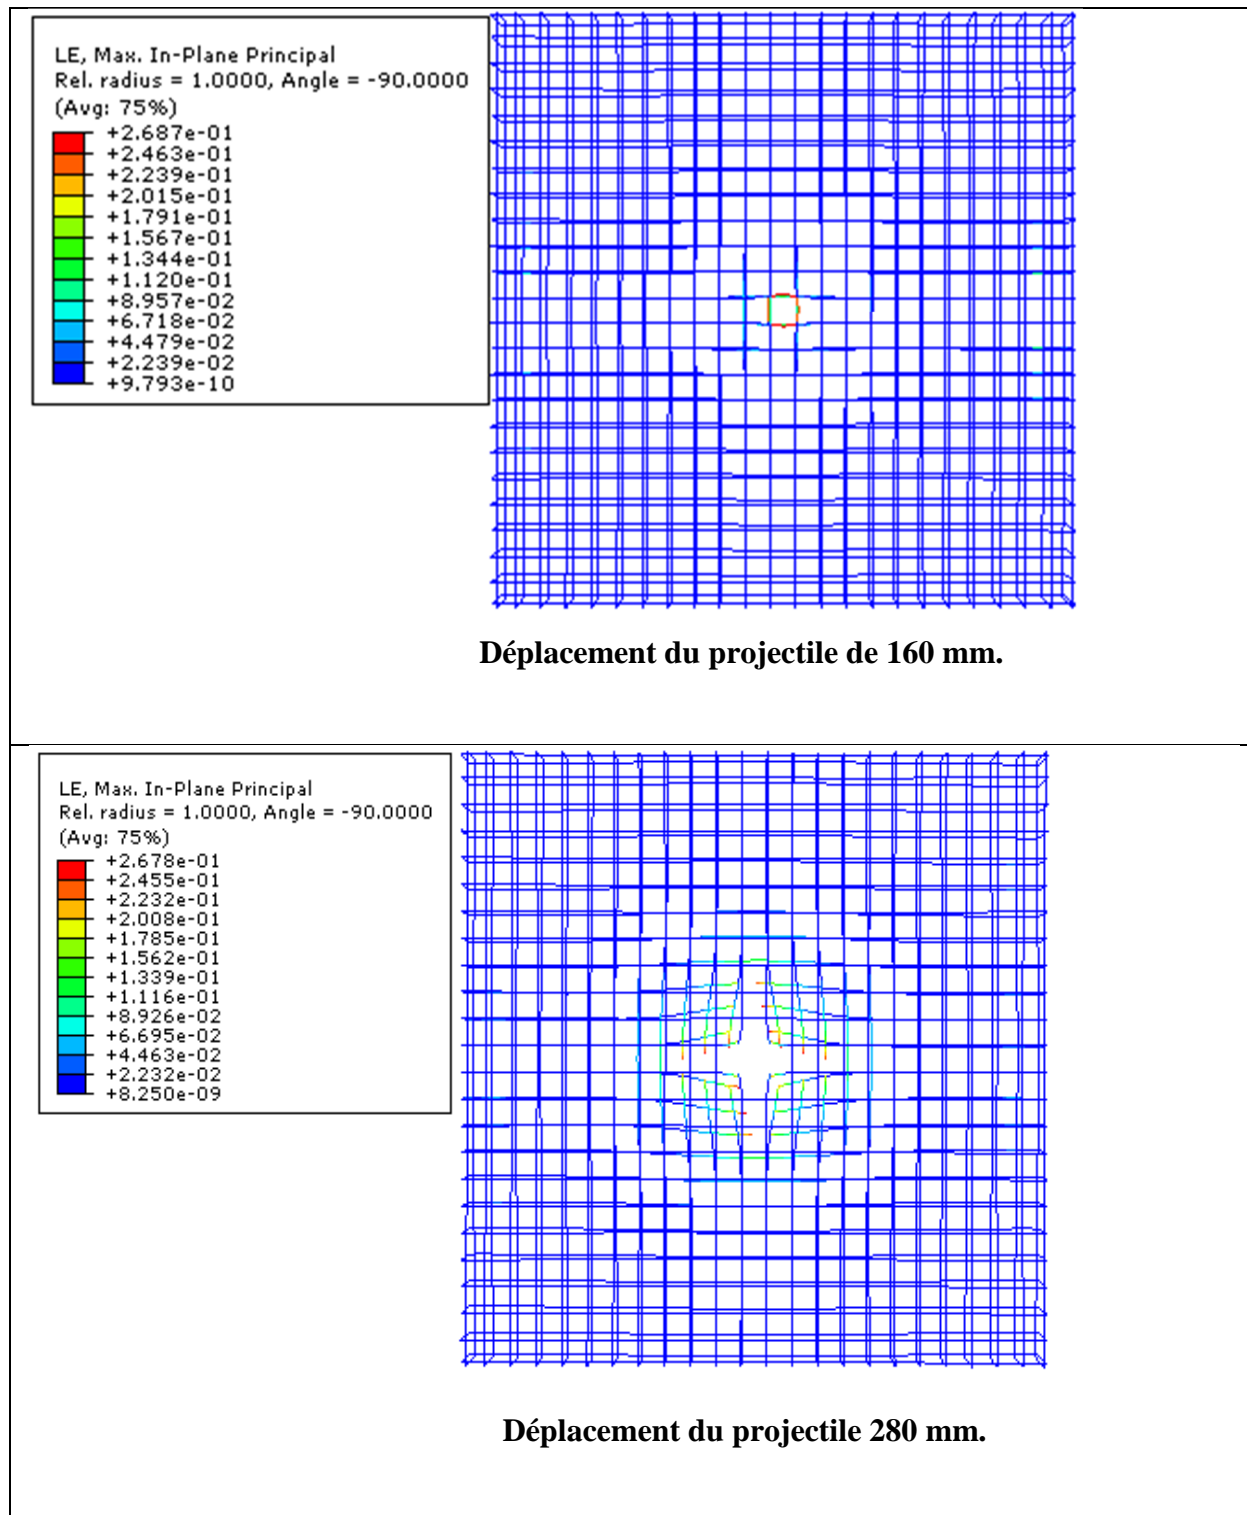 LE, Max. In-Plane Principal
Rel. radius = 1.0000, Angle = -90.0000
(Avg: 75%)
+2.687e-01
+2.463e-01
+2.239e-01
+2.015e-01
+1.791e-01
+1.567e-01
+1.344e-01
+1.120e-01
+8.957e-02
+6.718e-02
+4.479e-02
+2.239e-02
+9.793e-10
Déplacement du projectile de 160 mm.
LE, Max. In-Plane Principal
Rel. radius = 1.0000, Angle = -90.0000
(Avg: 75%)
+2.678e-01
+2.455e-01
+2.232e-01
+2.008e-01
+1.785e-01
+1.562e-01
+1.339e-01
+1.116e-01
+8.926e-02
+6.695e-02
+4.463e-02
+2.232e-02
+8.250e-09
Déplacement du projectile 280 mm.